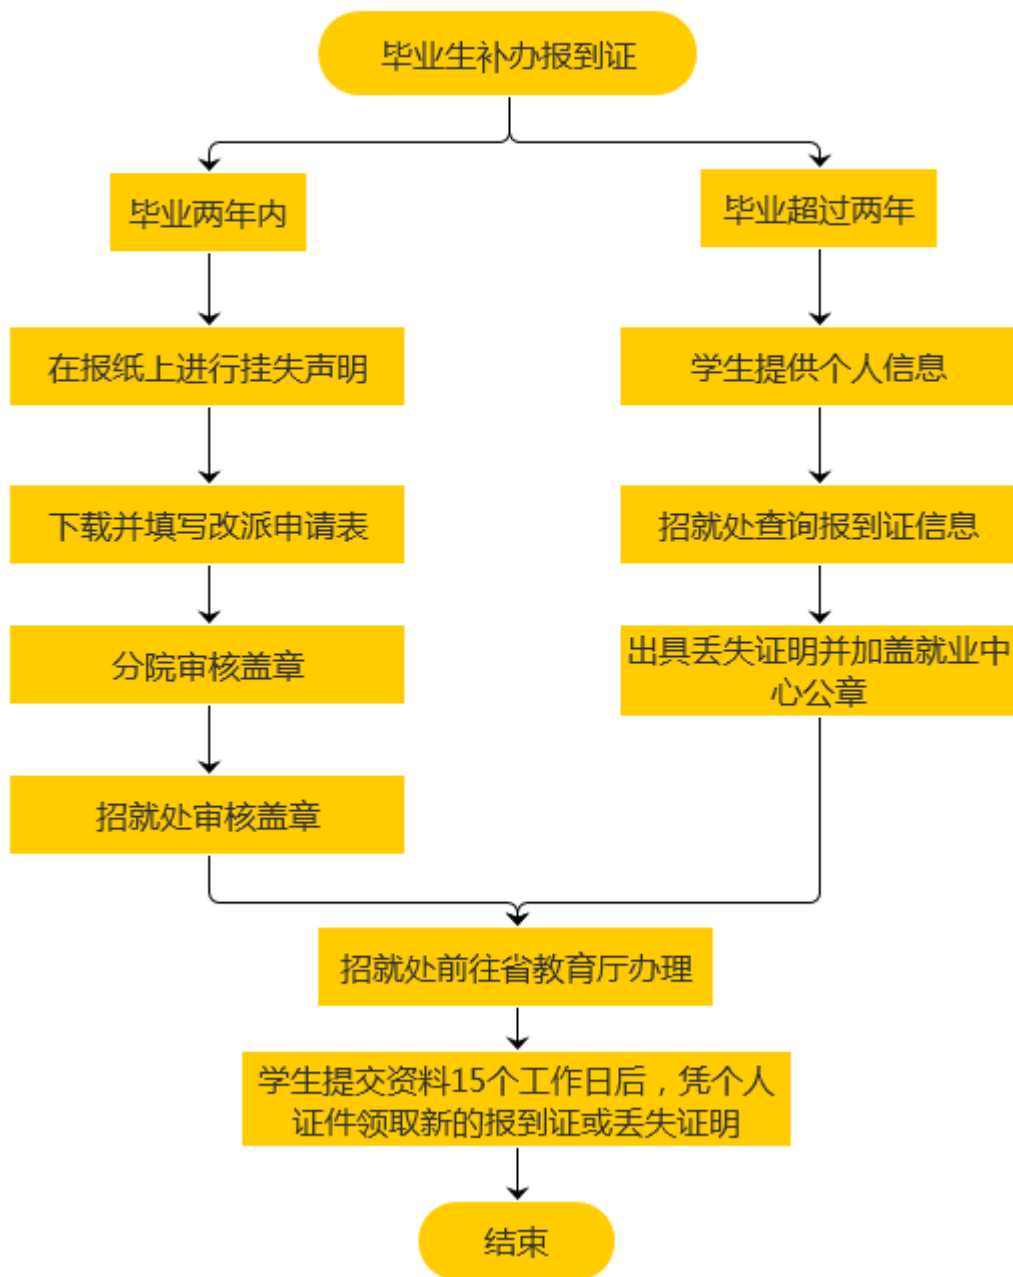 毕业生补办报到证
毕业两年内
毕业超过两年
在报纸上进行挂失声明
学生提供个人信息
下载并填写改派申请表
招就处查询报到证信息
分院审核盖章
出具丢失证明并加盖就业中
心公章
招就处审核盖章
招就处前往省教育厅办理
学生提交资料15个工作日后，凭个人
证件领取新的报到证或丢失证明
结束